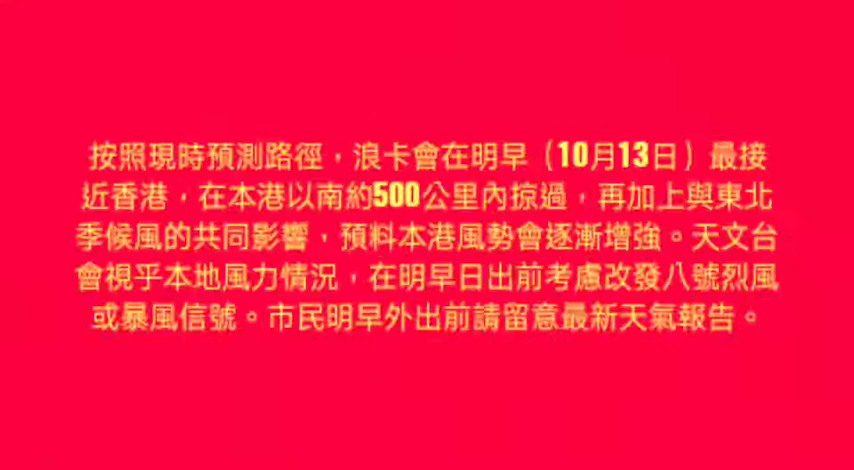 按照現時預測路徑，浪卡會在明早（10月13日）最接
近香港，在本港以南約500公里內掠過，再加上與東北
季候風的共同影響，預料本港風勢會逐漸增強。天文台
會視乎本地風力情況，在明早日出前考慮改發八號烈風
或暴風信號。市民明早外出前請留意最新天氣報告。